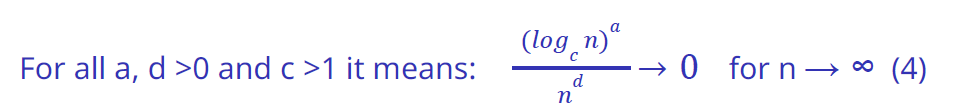 For all a, d >0 and c >1 it means: (log_c n)^a / n^d → 0 for n → ∞ (4)